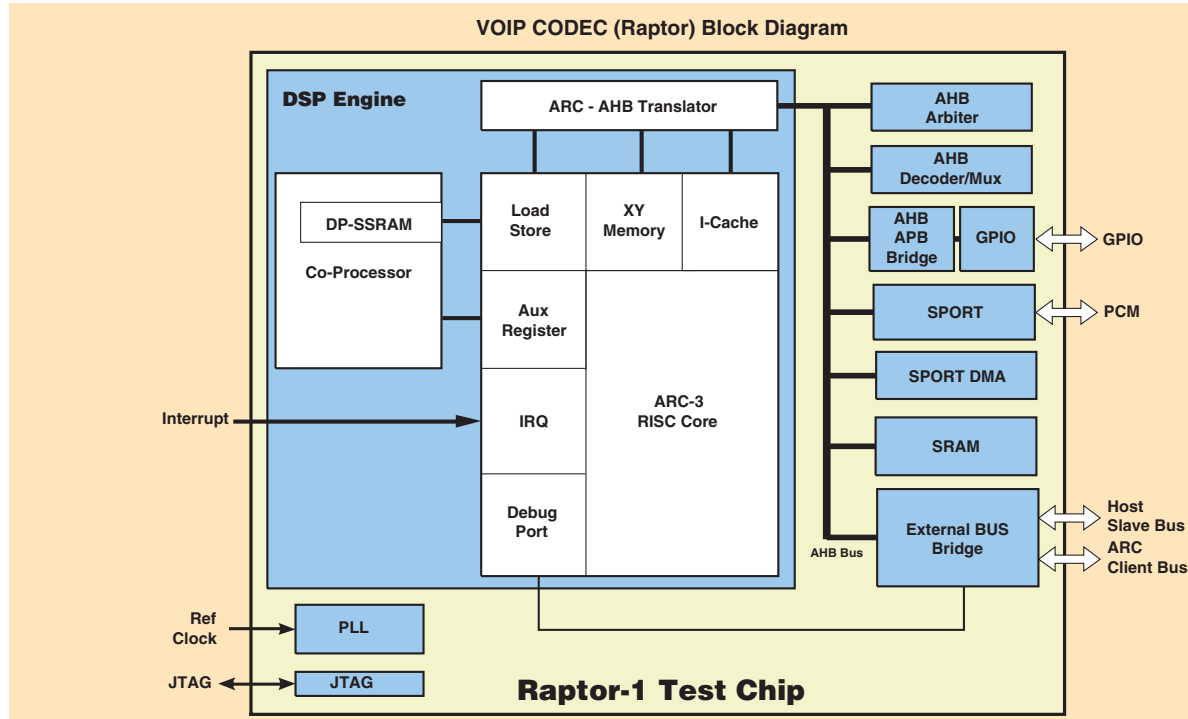 VOIP CODEC (Raptor) Block Diagram
DSP Engine
ARC - AHB Translator
AHB
Arbiter
AHB
Decoder/Mux
DP-SSRAM
Co-Processor
Load
Store
XY
Memory
I-Cache
AHB
APB
Bridge
GPIO
GPIO
Aux
Register
SPORT
PCM
SPORT DMA
Interrupt
IRQ
ARC-3
RISC Core
SRAM
Debug
Port
External BUS
Bridge
Host
Slave Bus
ARC
Client Bus
AHB Bus
Ref
Clock
PLL
JTAG
JTAG
Raptor-1 Test Chip